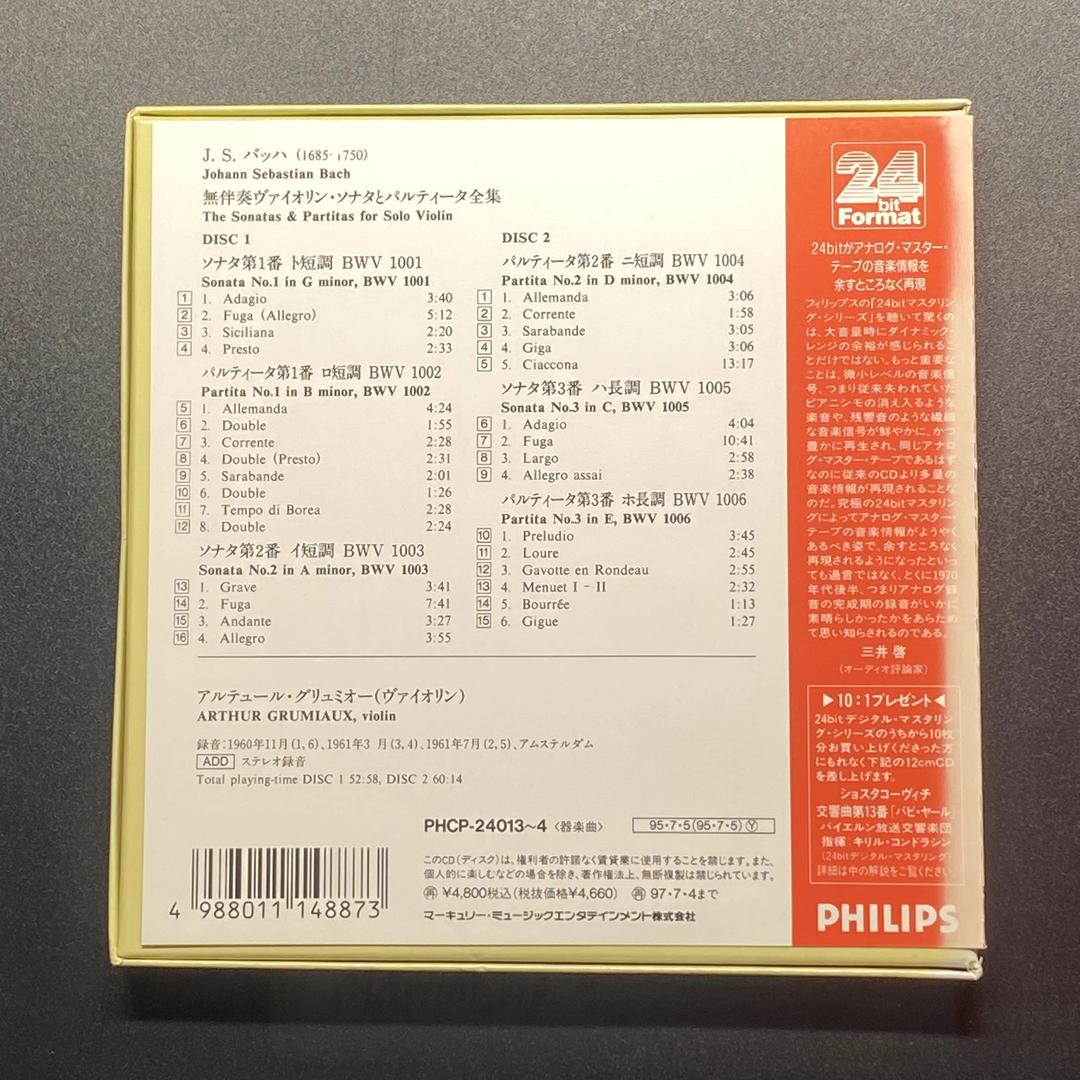 J. S. バッハ (1685-1750)
Johann Sebastian Bach
無伴奏ヴァイオリン・ソナタとパルティータ全集
The Sonatas & Partitas for Solo Violin
DISC 1
ソナタ第1番 ト短調 BWV 1001
Sonata No.1 in G minor, BWV 1001
1 1. Adagio 3:40
2 2. Fuga (Allegro) 5:12
3 3. Siciliana 2:20
4 4. Presto 2:33
パルティータ第1番 ロ短調 BWV 1002
Partita No.1 in B minor, BWV 1002
5 1. Allemanda 4:24
6 2. Double 1:55
7 3. Corrente 2:28
8 4. Double (Presto) 2:31
9 5. Sarabande 2:01
10 6. Double 1:26
11 7. Tempo di Borea 2:28
12 8. Double 2:24
ソナタ第2番 イ短調 BWV 1003
Sonata No.2 in A minor, BWV 1003
13 1. Grave 3:41
14 2. Fuga 7:41
15 3. Andante 3:27
16 4. Allegro 3:55
DISC 2
パルティータ第2番 ニ短調 BWV 1004
Partita No.2 in D minor, BWV 1004
1 1. Allemanda 3:06
2 2. Corrente 1:58
3 3. Sarabande 3:05
4 4. Giga 3:06
5 5. Ciaccona 13:17
ソナタ第3番 ハ長調 BWV 1005
Sonata No.3 in C, BWV 1005
6 1. Adagio 4:04
7 2. Fuga 10:41
8 3. Largo 2:58
9 4. Allegro assai 2:38
パルティータ第3番 ホ長調 BWV 1006
Partita No.3 in E, BWV 1006
10 1. Preludio 3:45
11 2. Loure 2:45
12 3. Gavotte en Rondeau 2:55
13 4. Menuet I - II 2:32
14 5. Bourrée 1:13
15 6. Gigue 1:27
アルテュール・グリュミオー(ヴァイオリン)
ARTHUR GRUMIAUX, violin
録音:1960年11月(1,6)、1961年3月(3,4)、1961年7月(2,5)、アムステルダム
ADD ステレオ録音
Total playing-time DISC 1 52:58, DISC 2 60:14
PHCP-24013~4 〈器楽曲〉 95・7・5(95・7・5)Ⓨ
このCD(ディスク)は、権利者の許諾なく賃貸業に使用することを禁じます。また、
個人的に楽しむなどの場合を除き、著作権法上、無断複製は禁じられています。
再 ¥4,800税込(税抜価格¥4,660) 再 97・7・4まで
マーキュリー・ミュージックエンタテインメント株式会社
4 988011 148873
24
bit
Format
24bitがアナログ・マスター・
テープの音楽情報を
余すところなく再現
フィリップスの「24bitマスタリン
グ・シリーズ」を聴いて驚くの
は、大音量時にダイナミック・
レンジの余裕が感じられるこ
とだけではない。もっと重要な
ことは、微小レベルの音楽信
号、つまり従来失われていた
ピアニシモの消え入るような
楽音や、残響音のような繊細
な音楽信号が鮮やかに、かつ
豊かに再生され、同じアナロ
グ・マスター・テープであるはず
なのに従来のCDより多量の
音楽情報が再現されることな
のだ。究極の24bitマスタリン
グによってアナログ・マスター・
テープの音楽情報がようやく
あるべき姿で、余すところなく
再現されるようになったといっ
ても過言ではなく、とくに1970
年代後半、つまりアナログ録
音の完成期の録音がいかに
素晴らしかったかをあらため
て思い知らされるのである。
三井 啓
(オーディオ評論家)
▶10:1プレゼント◀
24bitデジタル・マスタリン
グ・シリーズのうちから10枚
分お買い上げくださった方
にもれなく下記の12cmCD
を差し上げます。
ショスタコーヴィチ
交響曲第13番「バビ・ヤール」
バイエルン放送交響楽団
指揮:キリル・コンドラシン
(24bitデジタル・マスタリング)
詳細は中の解説をご覧ください
PHILIPS